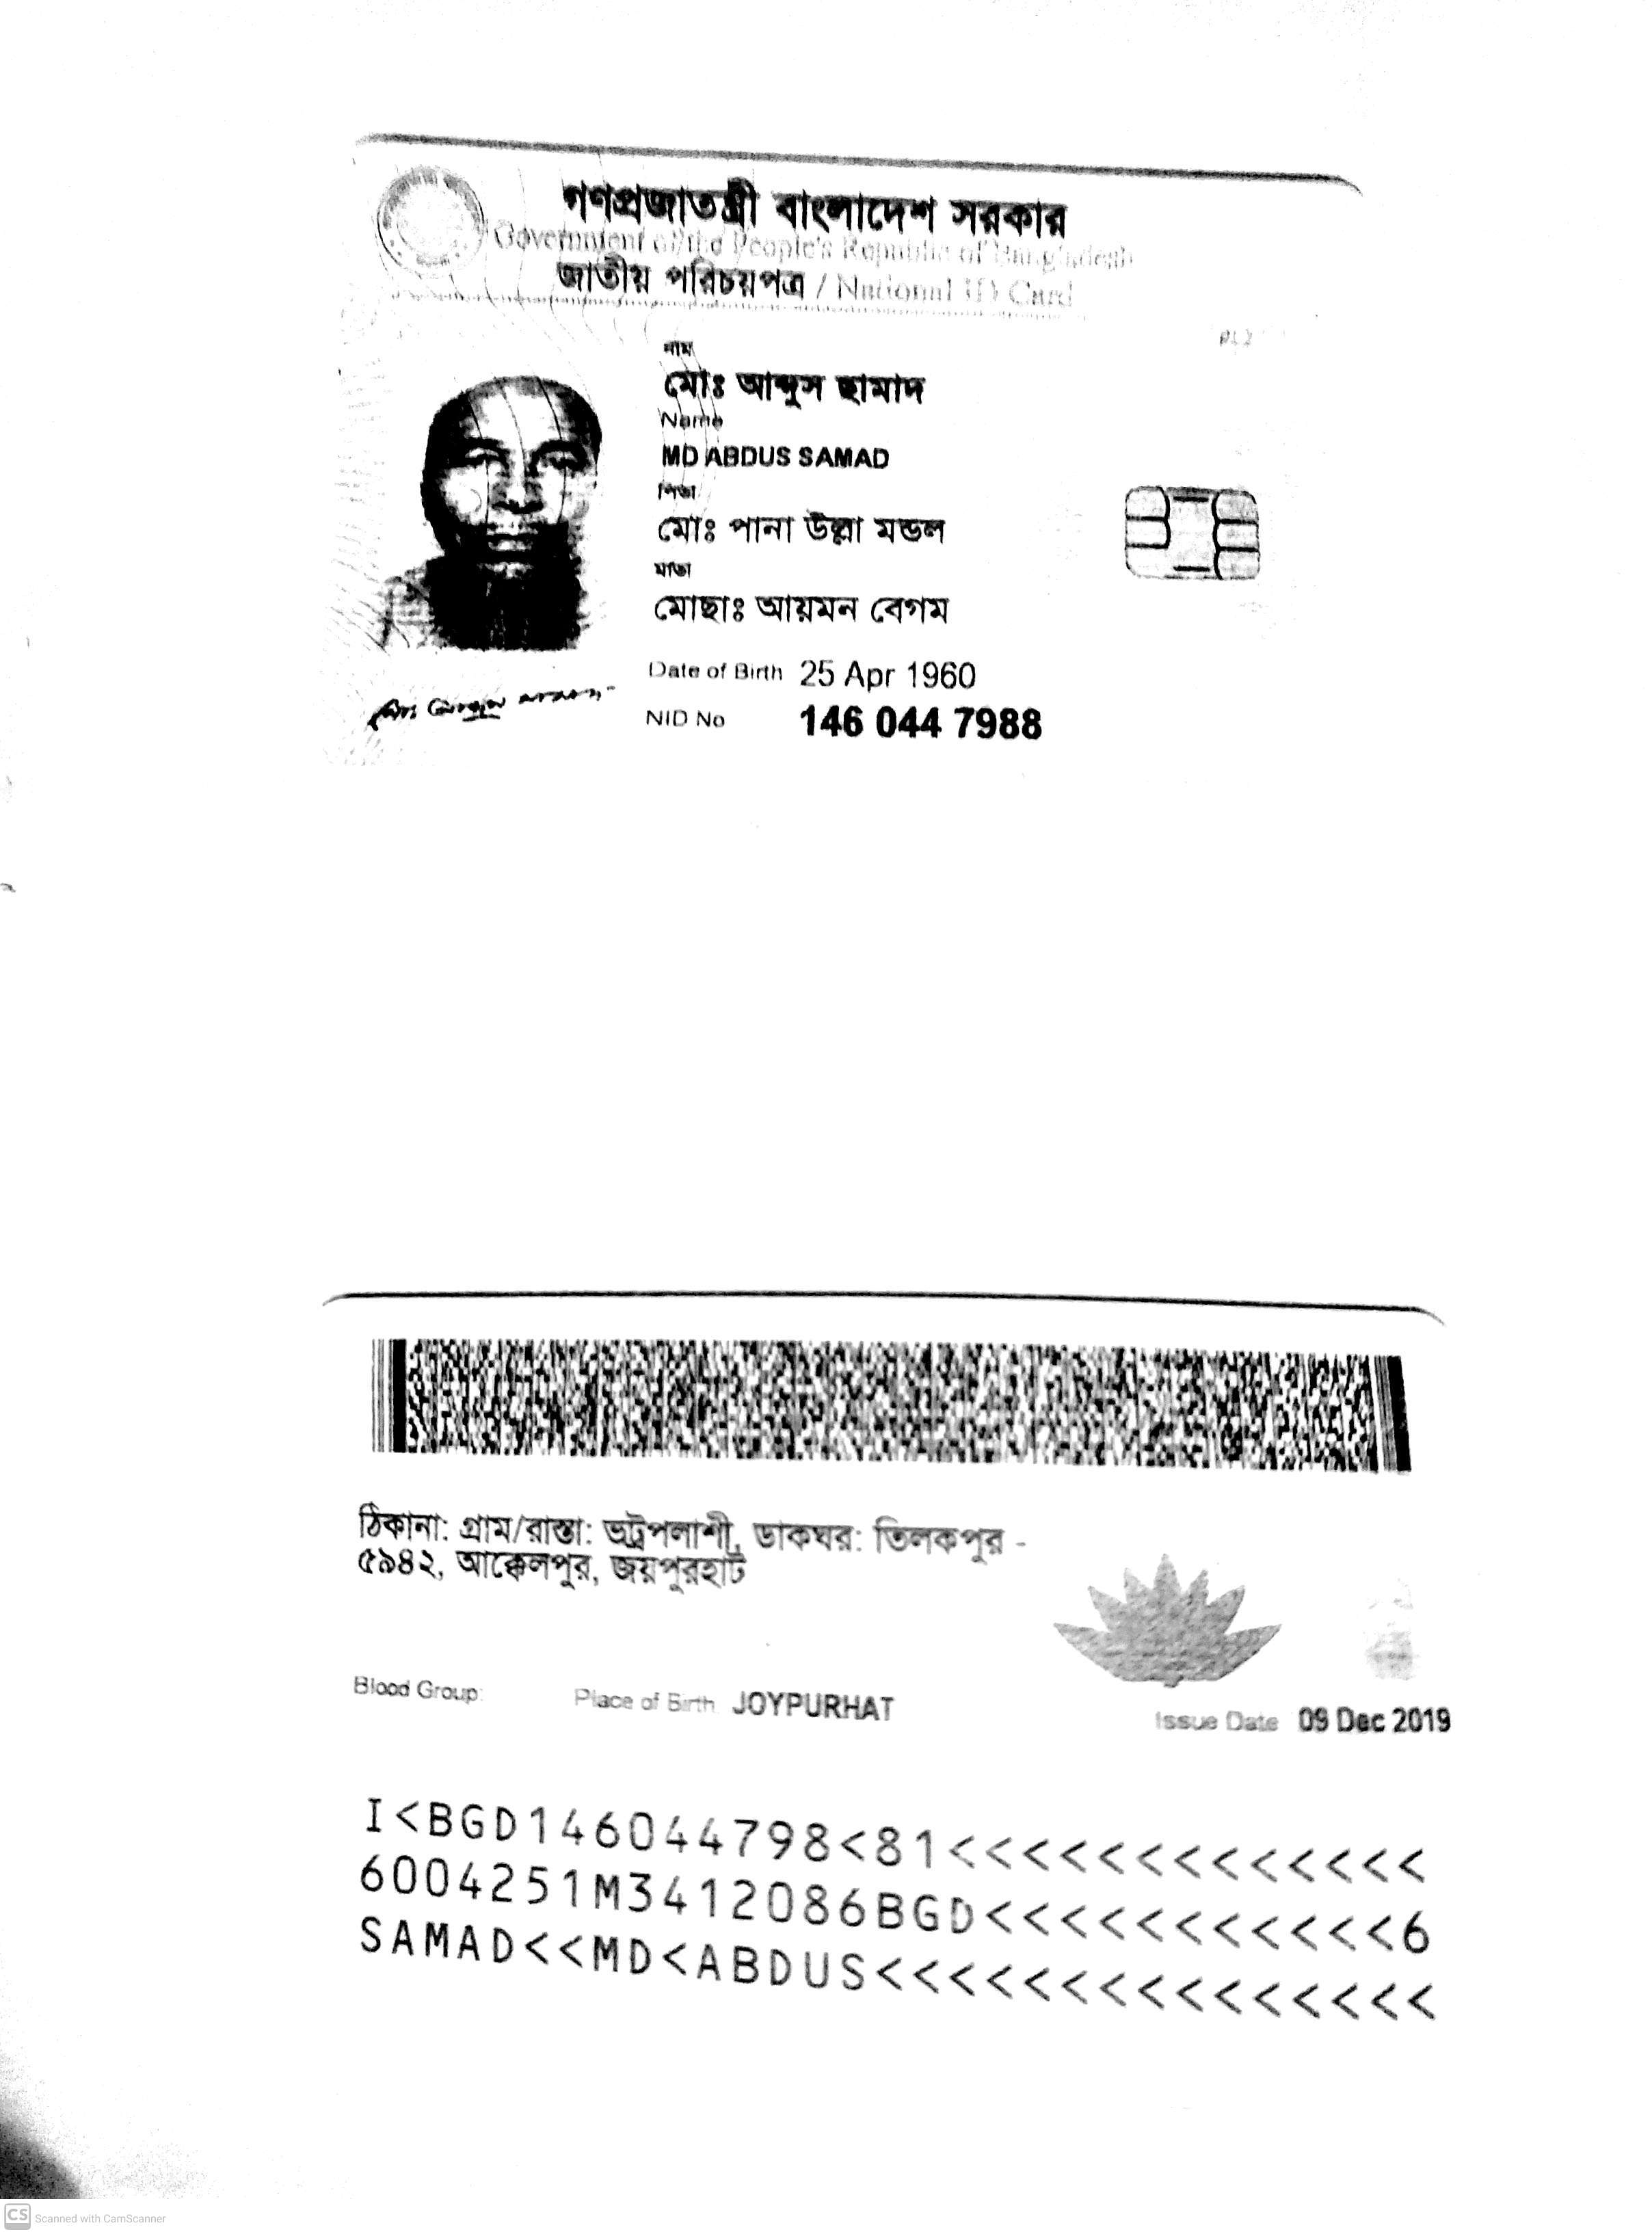 গণপ্রজাতন্ত্রী বাংলাদেশ সরকার
Government of the People's Republic of Bangladesh
জাতীয় পরিচয়পত্র / National ID Card
নাম
মোঃ আব্দুস ছামাদ
Name
MD ABDUS SAMAD
পিতা
মোঃ পানা উল্লা মন্ডল
মাতা
মোছাঃ আয়মন বেগম
Date of Birth 25 Apr 1960
NID No 146 044 7988
ঠিকানা: গ্রাম/রাস্তা: ভট্রপলাশী, ডাকঘর: তিলকপুর -
৫৯৪২, আক্কেলপুর, জয়পুরহাট
Blood Group: Place of Birth JOYPURHAT Issue Date 09 Dec 2019
I<BGD146044798<81<<<<<<<<<<<<<
6004251M3412086BGD<<<<<<<<<<<6
SAMAD<<MD<ABDUS<<<<<<<<<<<<<<<
CS Scanned with CamScanner